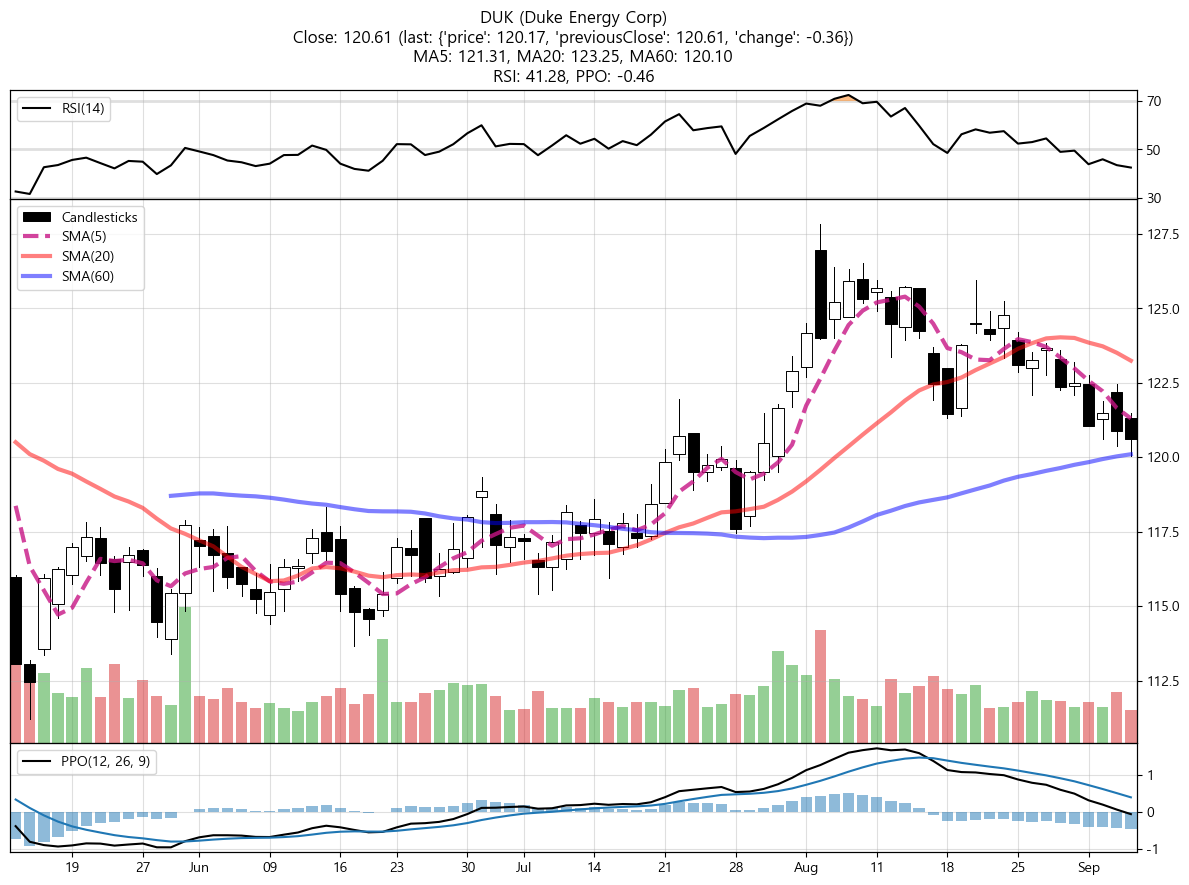 DUK (Duke Energy Corp)
Close: 120.61 (last: {'price': 120.17, 'previousClose': 120.61, 'change': -0.36})
MA5: 121.31, MA20: 123.25, MA60: 120.10
RSI: 41.28, PPO: -0.46
RSI(14)
70
50
30
Candlesticks
SMA(5)
SMA(20)
SMA(60)
127.5
125.0
122.5
120.0
117.5
115.0
112.5
PPO(12, 26, 9)
1
0
-1
19 27 Jun 09 16 23 30 Jul 14 21 28 Aug 11 18 25 Sep